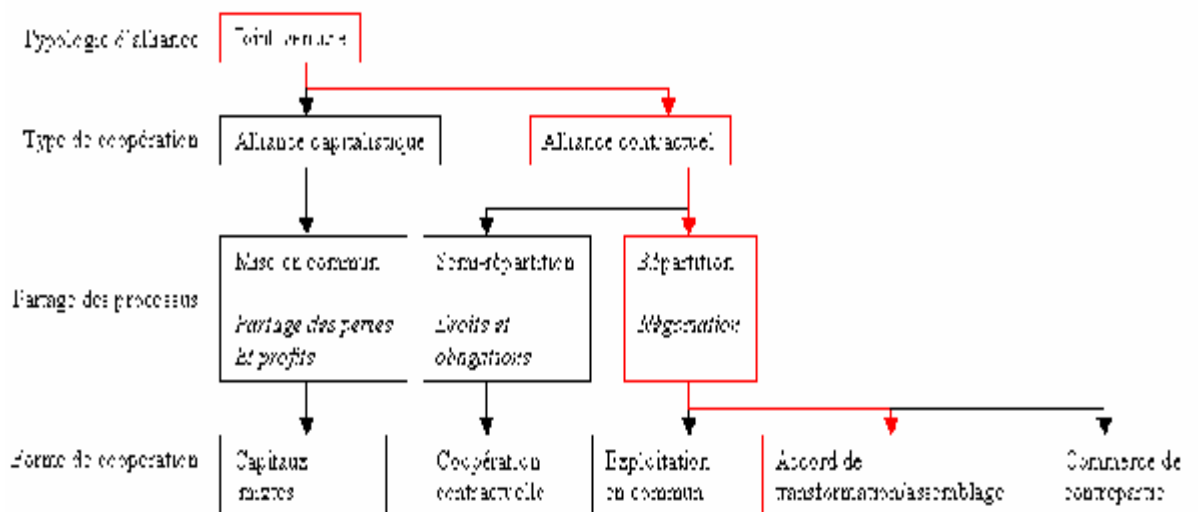 Typologie d'alliance
Joint venture
Type de coopération
Alliance capitalistique
Alliance contractuel
Partage des processus
Mise en commun
Partage des pertes
Et profits
Semi-répartition
Droits et
obligations
Répartition
Négociation
Forme de coopération
Capitaux
mixtes
Coopération
contractuelle
Exploitation
en commun
Accord de
transformation/assemblage
Commerce de
contrepartie